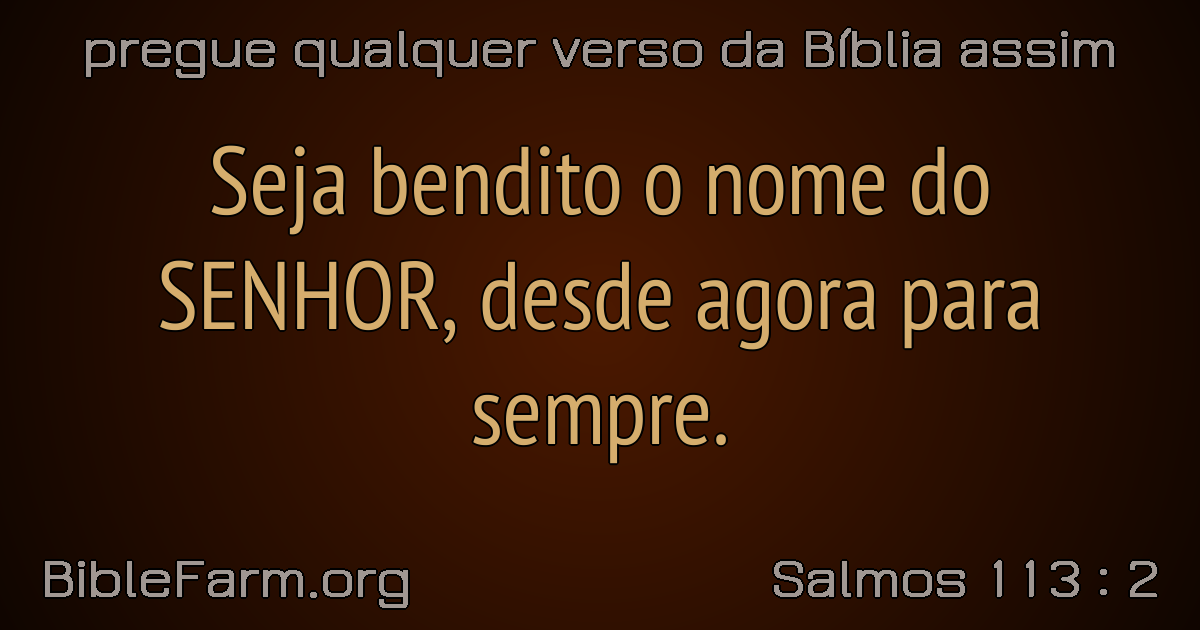 pregue qualquer verso da Bíblia assim
Seja bendito o nome do
SENHOR, desde agora para
sempre.
BibleFarm.org
Salmos 113 : 2